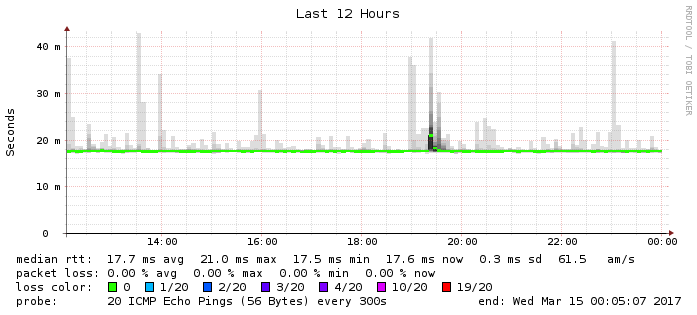 Last 12 Hours
RRDTOOL / TOBI OETIKER
Seconds
40 m
30 m
20 m
10 m
0
14:00 16:00 18:00 20:00 22:00 00:00
median rtt: 17.7 ms avg 21.0 ms max 17.5 ms min 17.6 ms now 0.3 ms sd 61.5 am/s
packet loss: 0.00 % avg 0.00 % max 0.00 % min 0.00 % now
loss color: 0 1/20 2/20 3/20 4/20 10/20 19/20
probe: 20 ICMP Echo Pings (56 Bytes) every 300s end: Wed Mar 15 00:05:07 2017